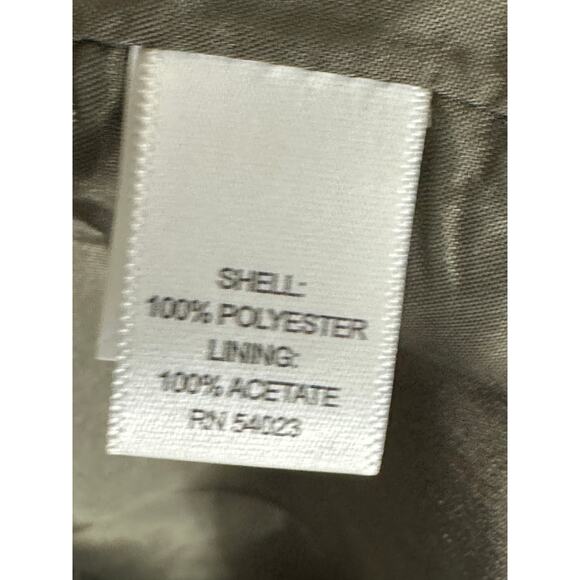 SHELL:
100% POLYESTER
LINING:
100% ACETATE
RN 54023